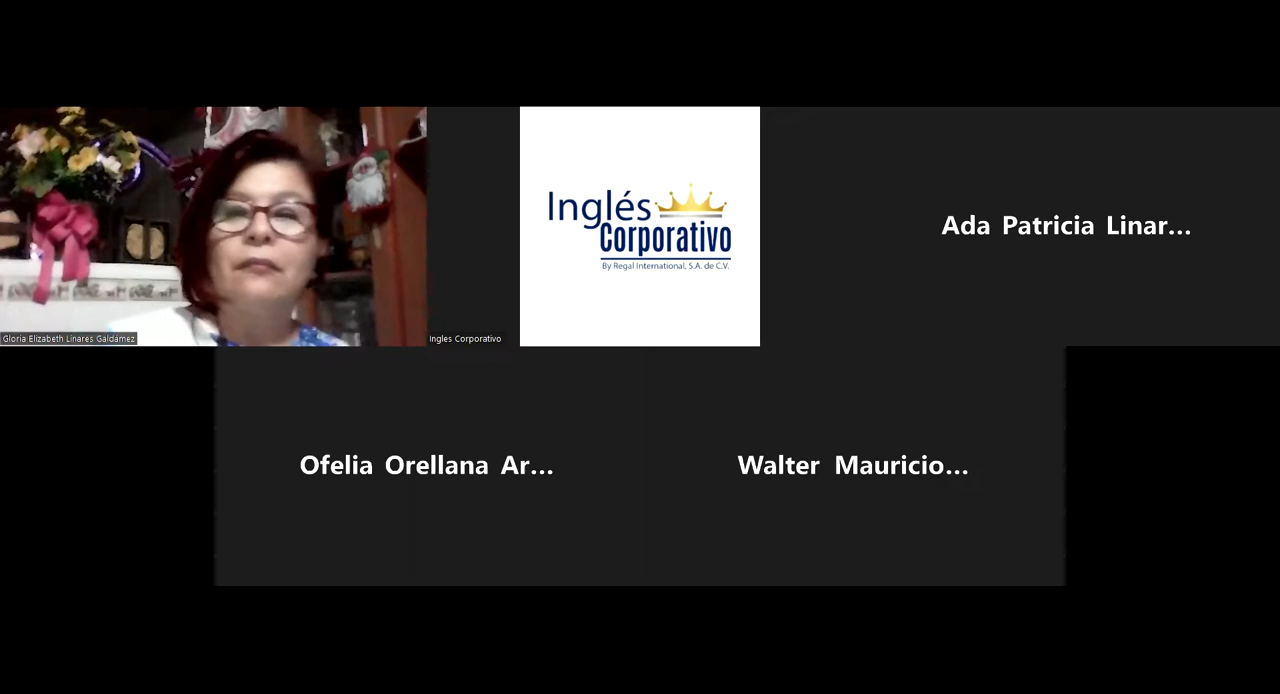 Gloria Elizabeth Linares Galdámez
Inglés
Corporativo
By Regal International, S.A. de C.V.
Ingles Corporativo
Ada Patricia Linar...
Ofelia Orellana Ar...
Walter Mauricio...